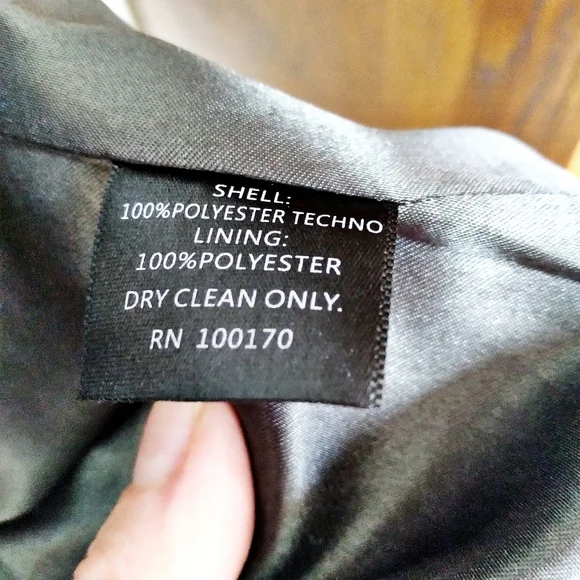 SHELL:
100%POLYESTER TECHNO
LINING:
100%POLYESTER
DRY CLEAN ONLY.
RN 100170